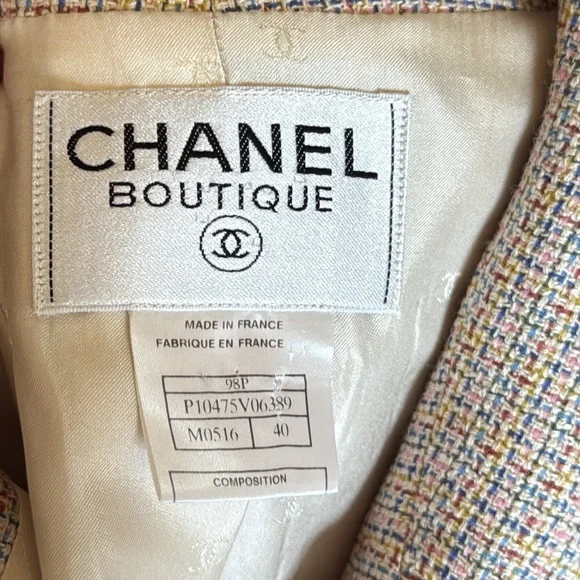 CHANEL
BOUTIQUE
MADE IN FRANCE
FABRIQUE EN FRANCE
98P
P10475V06389
M0516 40
COMPOSITION